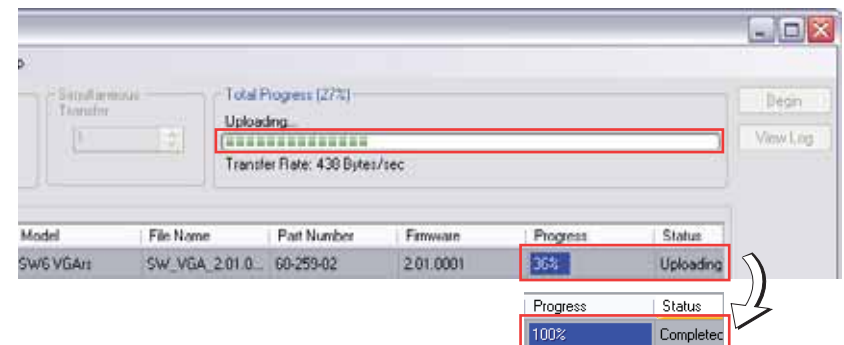 Simultaneous
Transfer
1
Total Progress (27%)
Uploading...
Transfer Rate: 438 Bytes/sec
Begin
View Log
Model File Name Part Number Firmware Progress Status
SW6 VGArs SW_VGA_2.01.0... 60-259-02 2.01.0001 36% Uploading
Progress Status
100% Completed